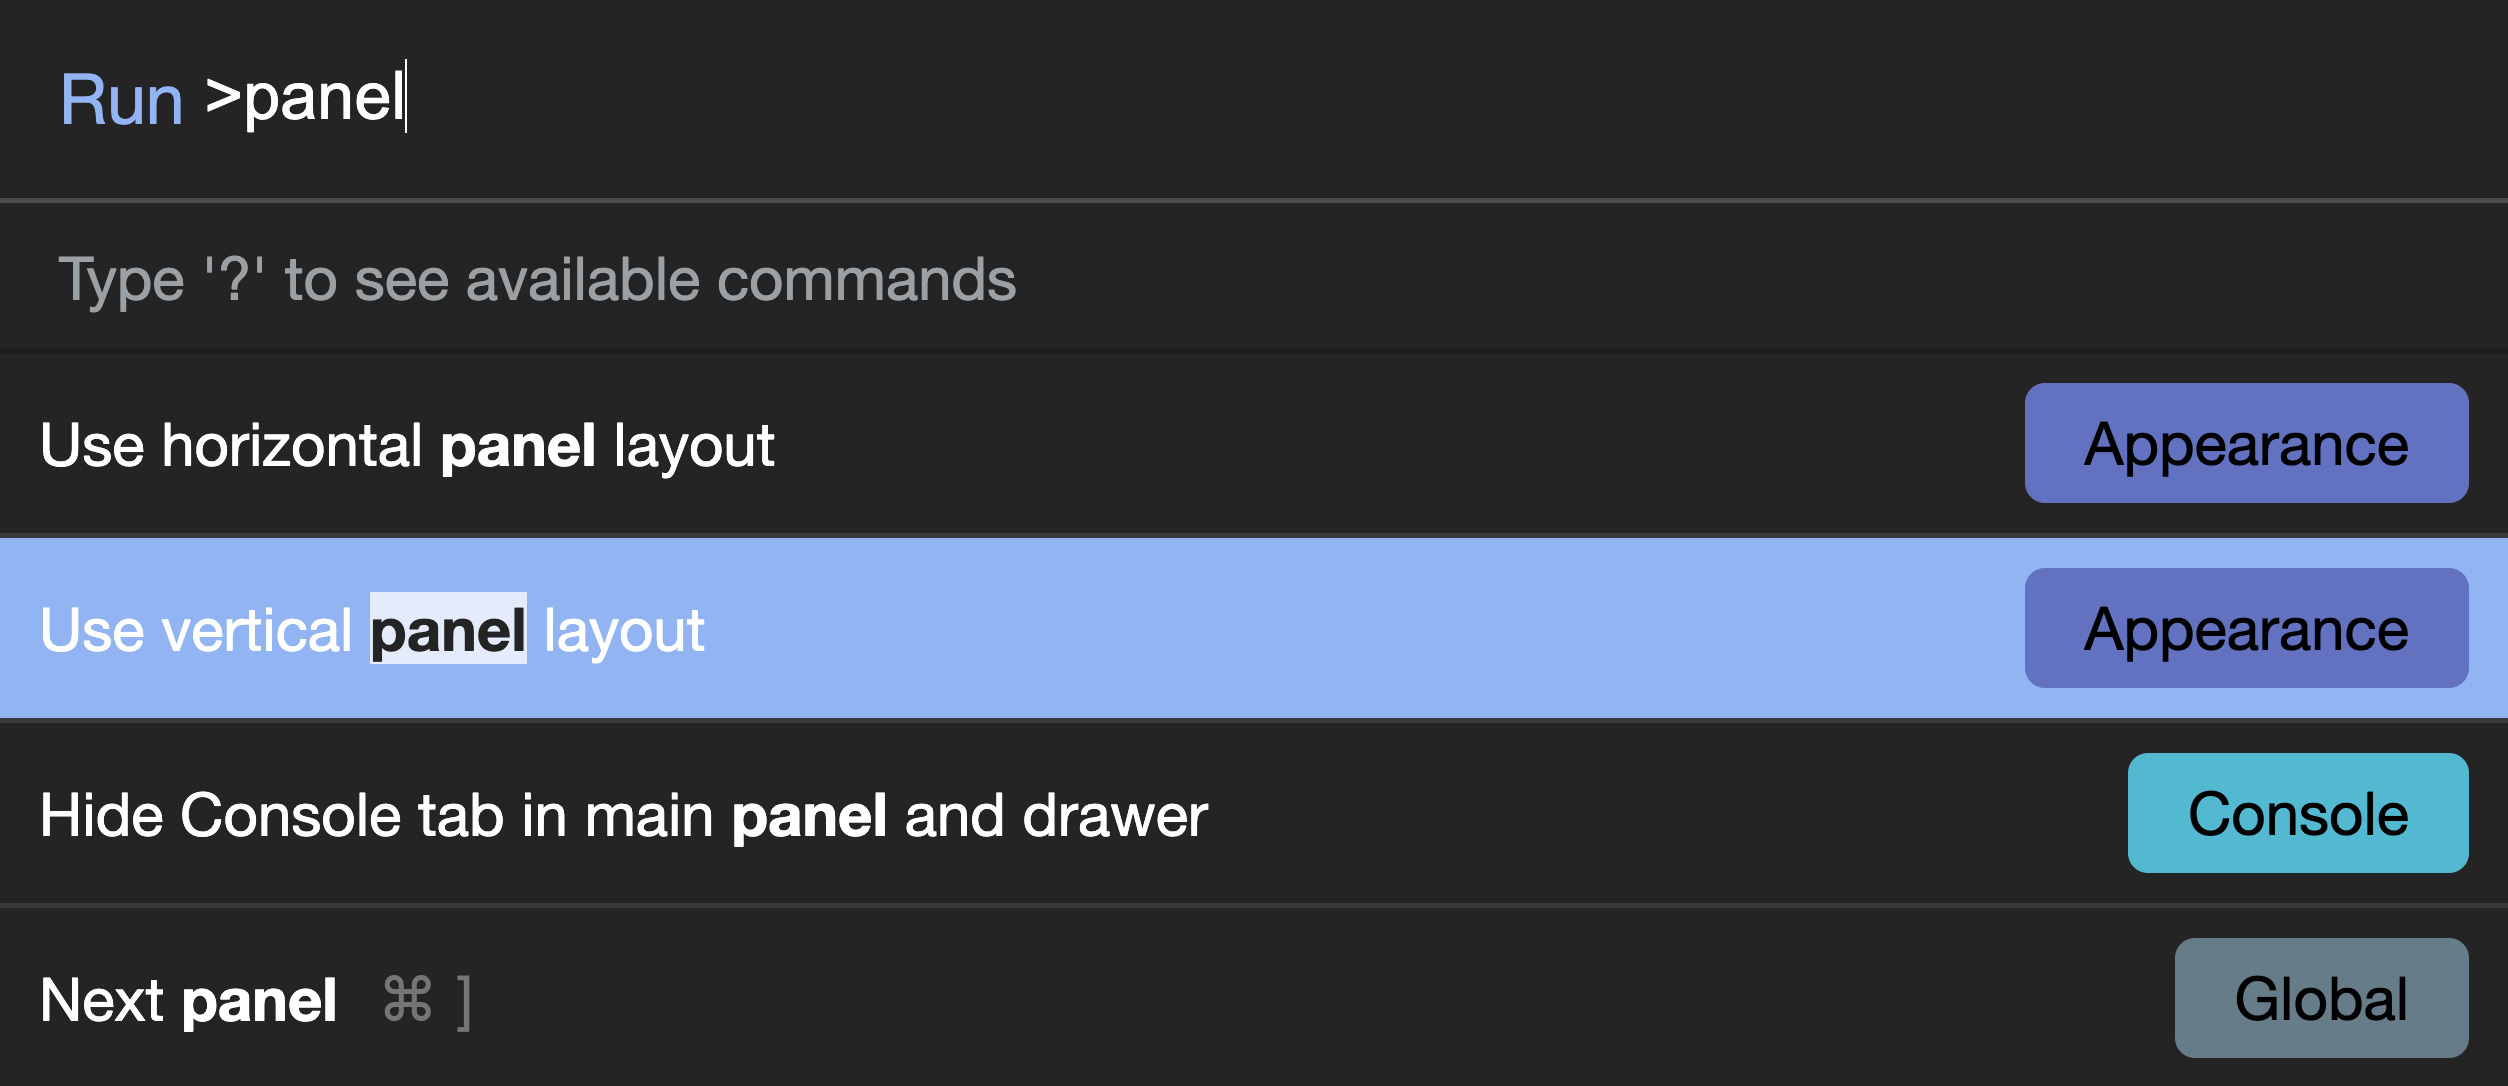 Run >panel
Type '?' to see available commands
Use horizontal panel layout Appearance
Use vertical panel layout Appearance
Hide Console tab in main panel and drawer Console
Next panel ⌘ ] Global